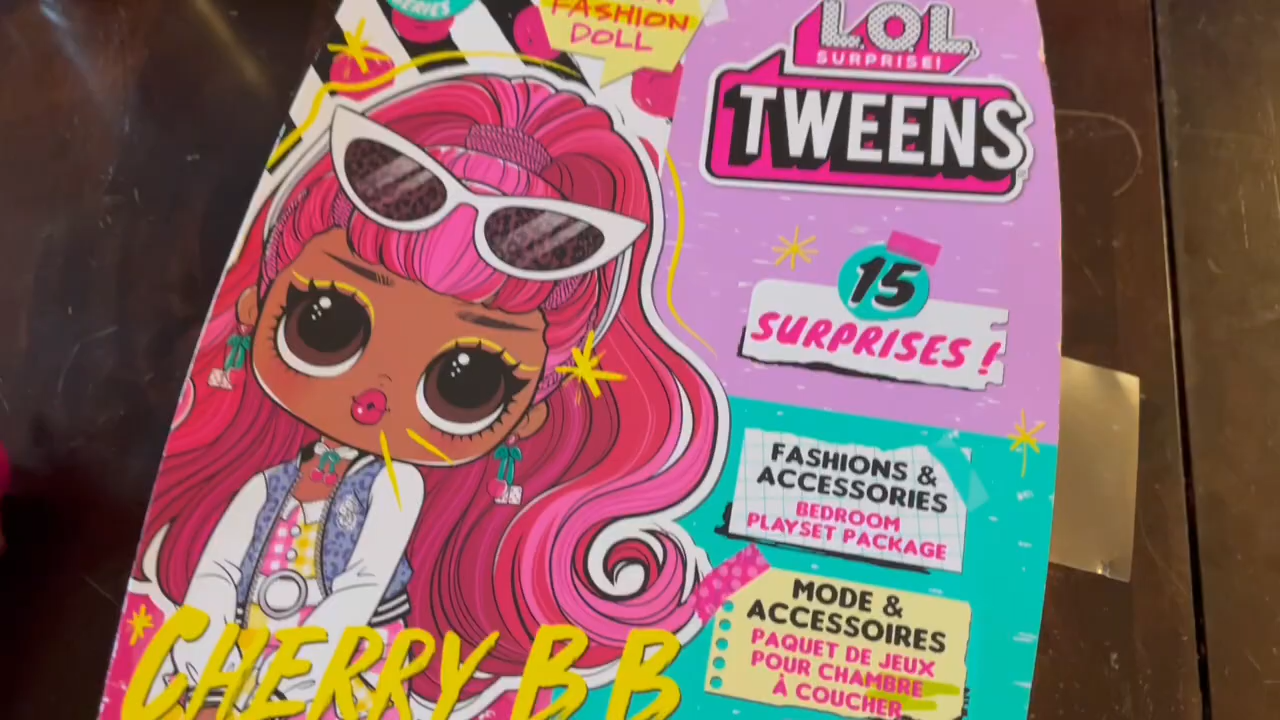 SERIES
FASHION
DOLL
L.O.L.
SURPRISE!
TWEENS
15
SURPRISES!
FASHIONS &
ACCESSORIES
BEDROOM
PLAYSET PACKAGE
MODE &
ACCESSOIRES
PAQUET DE JEUX
POUR CHAMBRE
À COUCHER
CHERRY BB